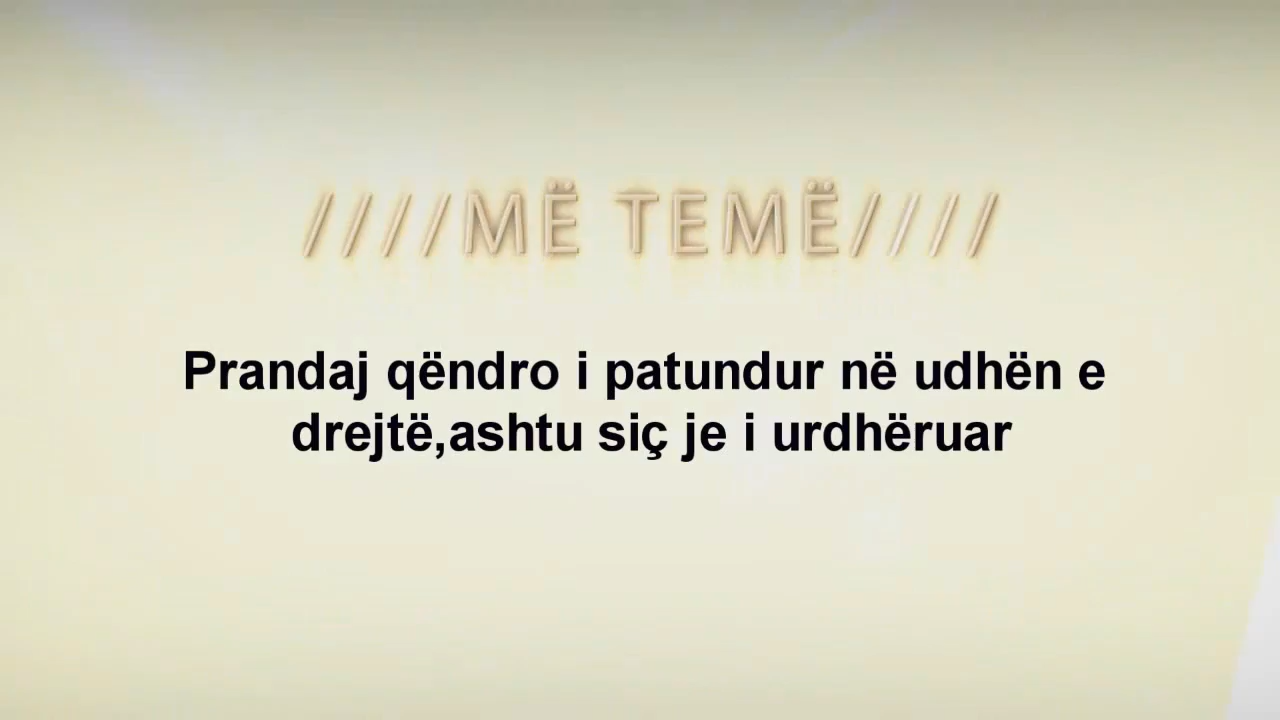 ////MË TEMË////
Prandaj qëndro i patundur në udhën e
drejtë,ashtu siç je i urdhëruar